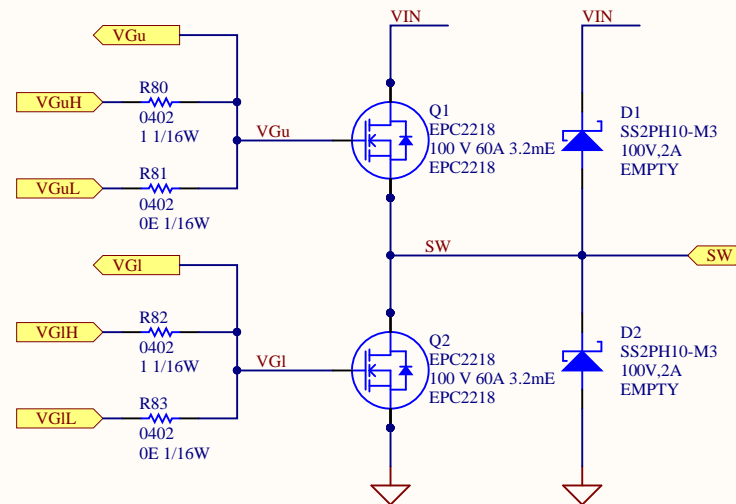 VGu
VIN
VIN
R80
VGuH
0402
1 1/16W
VGu
Q1
EPC2218
100 V 60A 3.2mE
EPC2218
D1
SS2PH10-M3
100V,2A
EMPTY
R81
VGuL
0402
0E 1/16W
SW
SW
VGl
R82
VGlH
0402
1 1/16W
VGl
Q2
EPC2218
100 V 60A 3.2mE
EPC2218
D2
SS2PH10-M3
100V,2A
EMPTY
R83
VGlL
0402
0E 1/16W